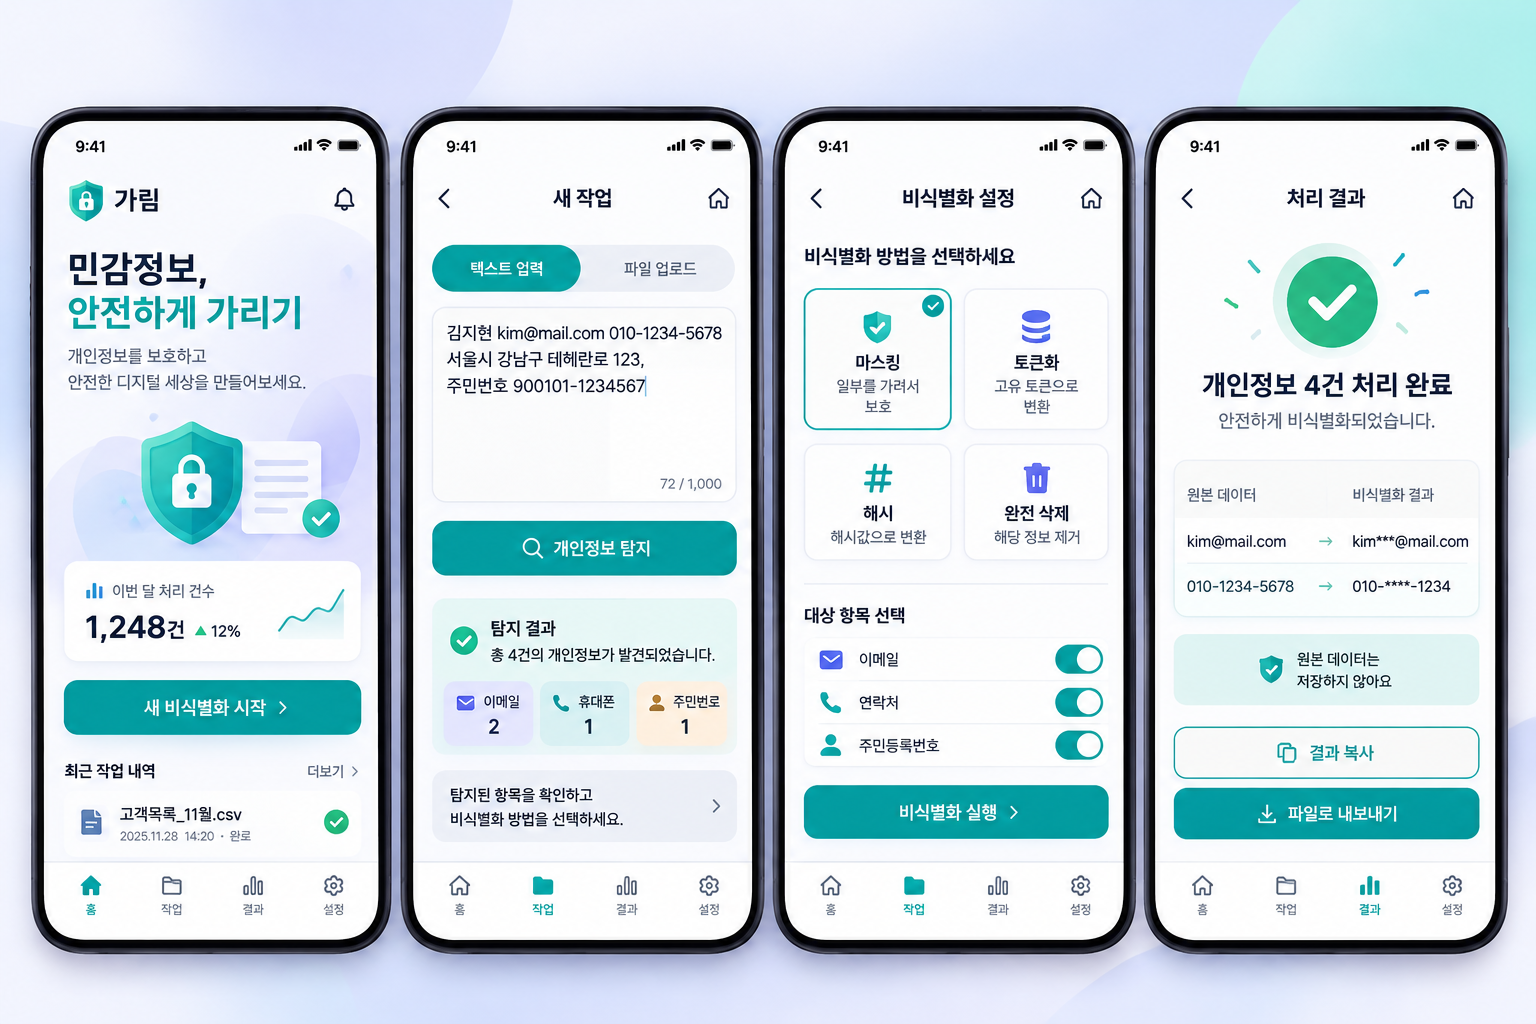 9:41
가림
민감정보,
안전하게 가리기
개인정보를 보호하고
안전한 디지털 세상을 만들어보세요.
이번 달 처리 건수
1,248건 ▲ 12%
새 비식별화 시작 >
최근 작업 내역
더보기 >
고객목록_11월.csv
2025.11.28 14:20 · 완료
홈
작업
결과
설정
9:41
새 작업
텍스트 업력
파일 업로드
김지현 kim@mail.com 010-1234-5678
서울시 강남구 테헤란로 123,
주민번호 900101-1234567
72 / 1,000
개인정보 탐지
탐지 결과
총 4건의 개인정보가 발견되었습니다.
이메일
2
휴대폰
1
주민번로
1
탐지된 항목을 확인하고
비식별화 방법을 선택하세요.
홈
작업
결과
설정
9:41
비식별화 설정
비식별화 방법을 선택하세요
마스킹
일부를 가려서
보호
토큰화
고유 토큰으로
변환
해시
해시값으로 변환
완전 삭제
해당 정보 제거
대상 항목 선택
이메일
연락처
주민등록번호
비식별화 실행 >
홈
작업
결과
설정
9:41
처리 결과
개인정보 4건 처리 완료
안전하게 비식별화되었습니다.
원본 데이터
비식별화 결과
kim@mail.com → kim***@mail.com
010-1234-5678 → 010-****-1234
원본 데이터는
저장하지 않아요
결과 복사
파일로 내보내기
홈
작업
결과
설정